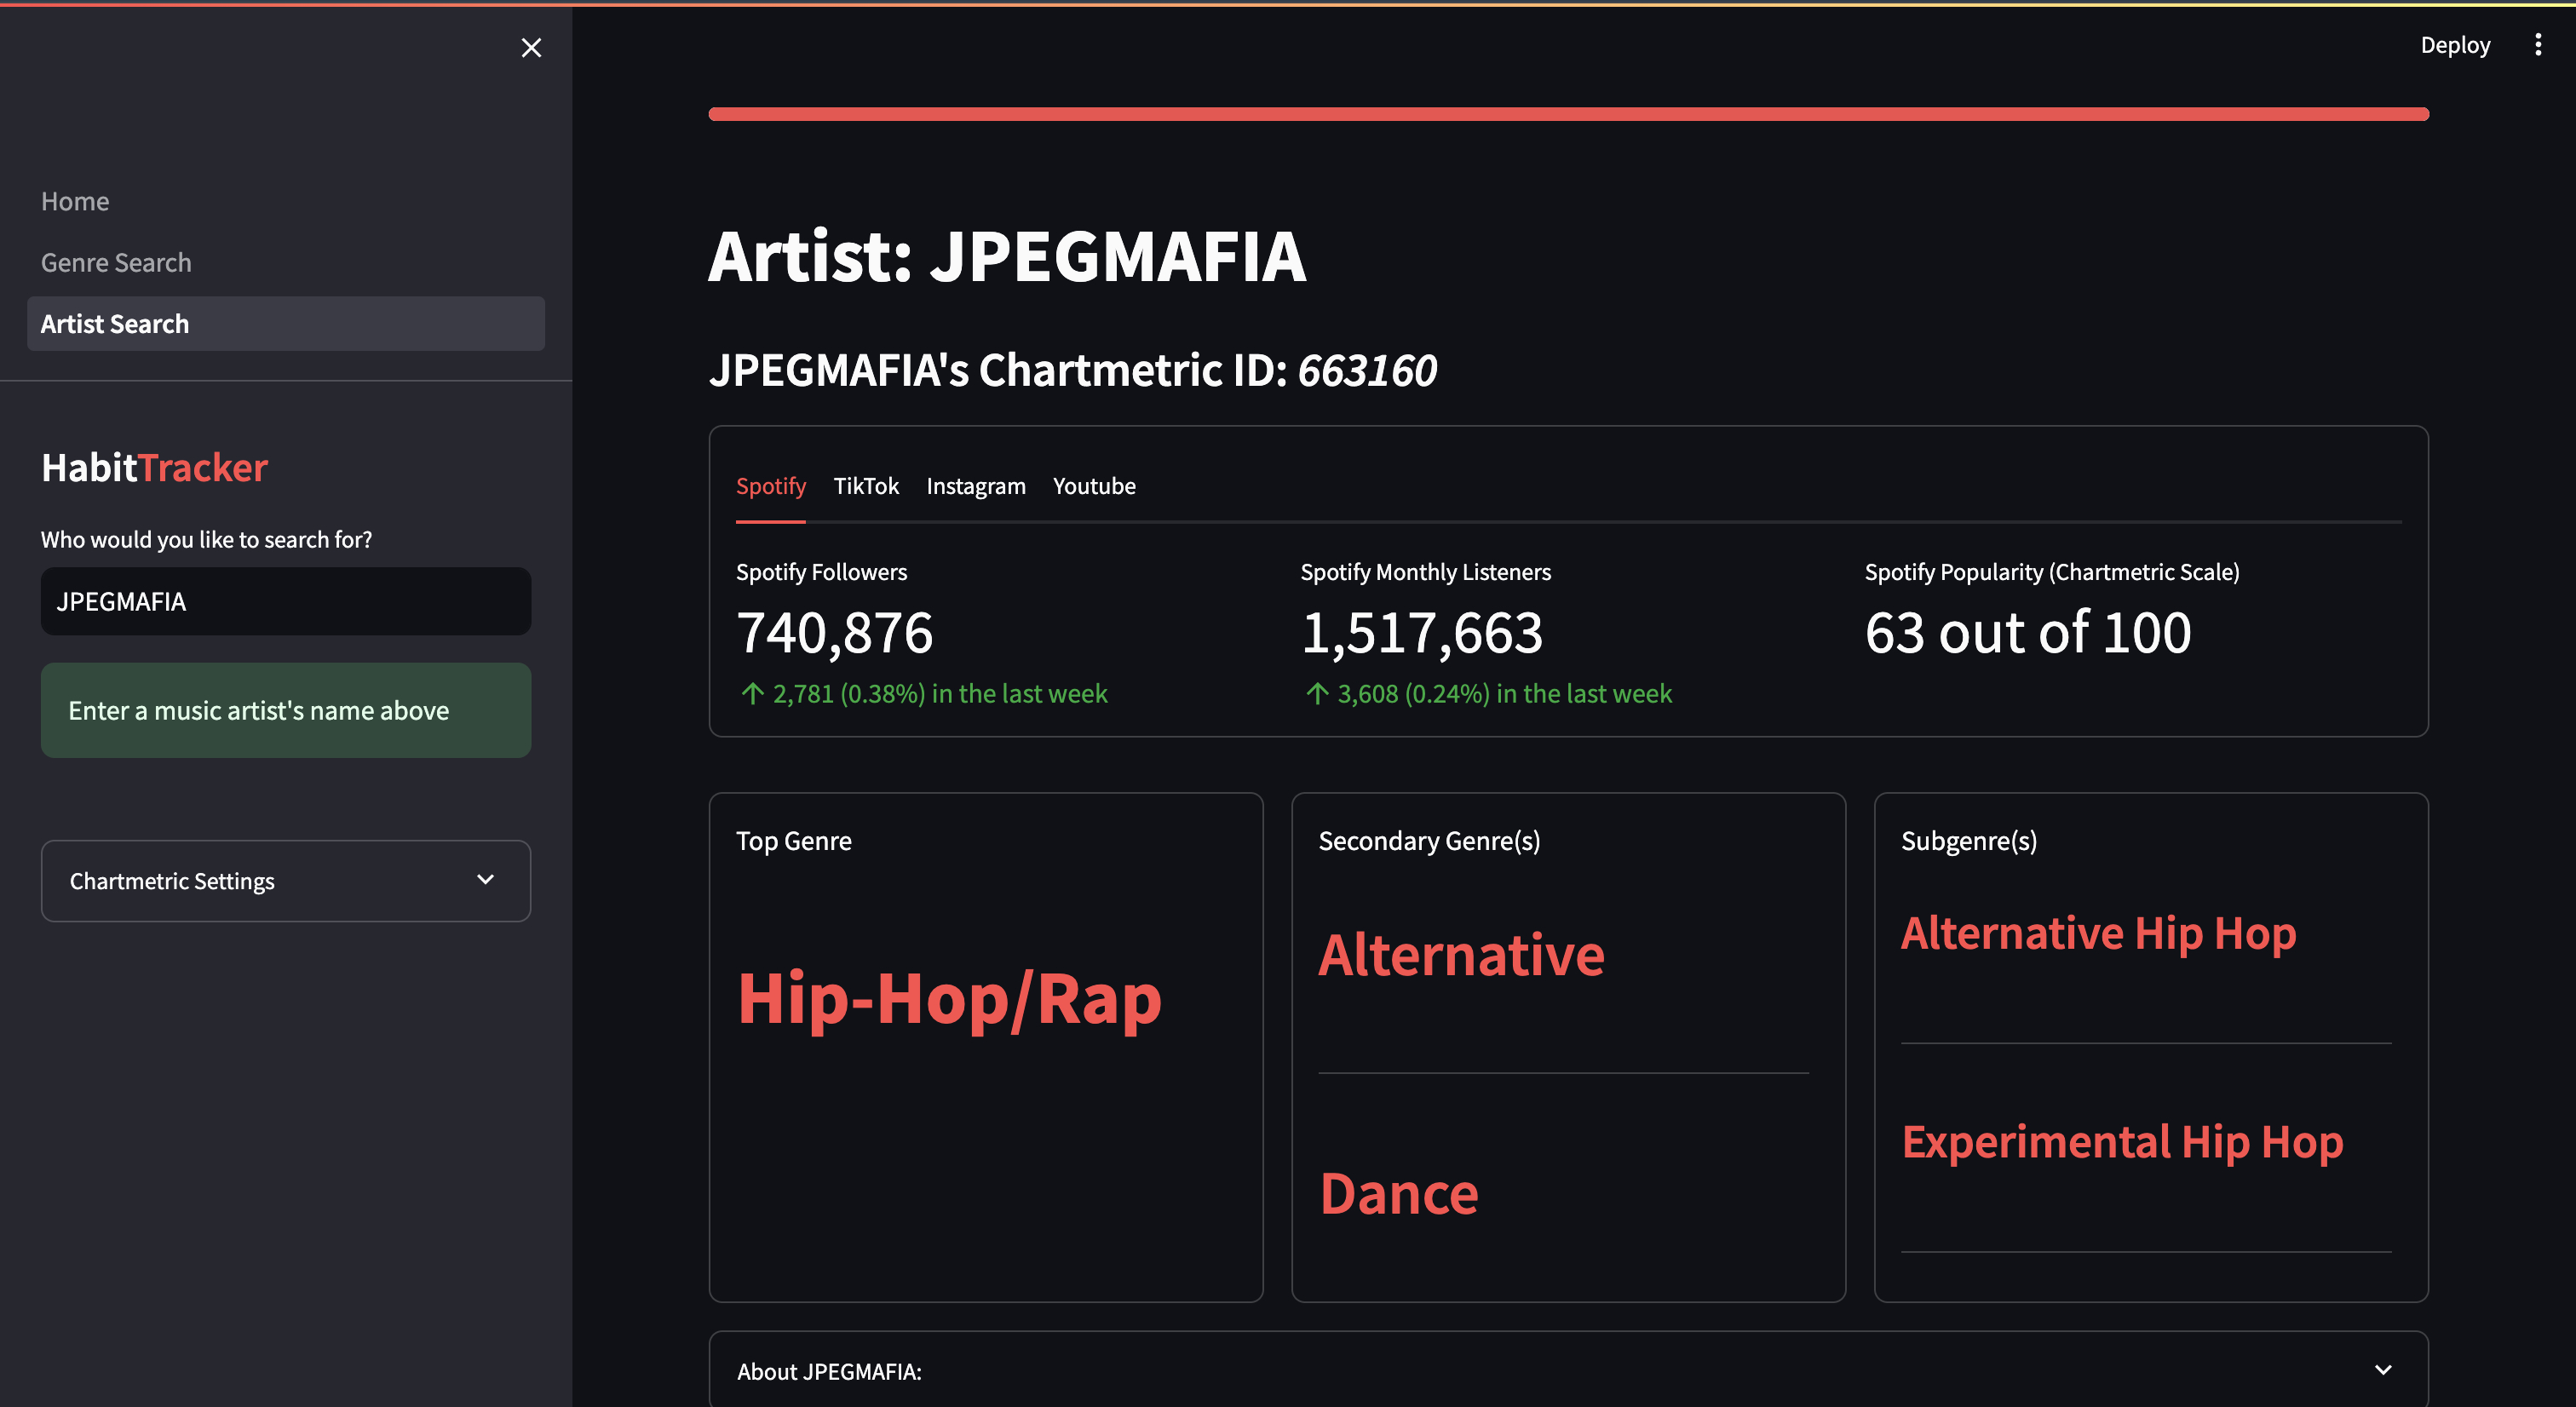 Deploy
Home
Genre Search
Artist Search
HabitTracker
Who would you like to search for?
JPEGMAFIA
Enter a music artist's name above
Chartmetric Settings
Artist: JPEGMAFIA
JPEGMAFIA's Chartmetric ID: 663160
Spotify TikTok Instagram Youtube
Spotify Followers
740,876
↑ 2,781 (0.38%) in the last week
Spotify Monthly Listeners
1,517,663
↑ 3,608 (0.24%) in the last week
Spotify Popularity (Chartmetric Scale)
63 out of 100
Top Genre
Hip-Hop/Rap
Secondary Genre(s)
Alternative
Dance
Subgenre(s)
Alternative Hip Hop
Experimental Hip Hop
About JPEGMAFIA: